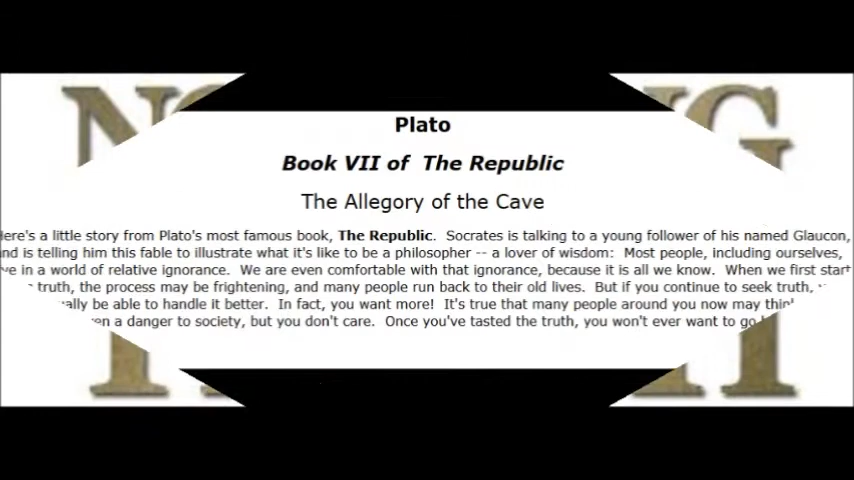 Plato
Book VII of The Republic
The Allegory of the Cave
Here's a little story from Plato's most famous book, The Republic. Socrates is talking to a young follower of his named Glaucon,
and is telling him this fable to illustrate what it's like to be a philosopher -- a lover of wisdom: Most people, including ourselves,
live in a world of relative ignorance. We are even comfortable with that ignorance, because it is all we know. When we first start
truth, the process may be frightening, and many people run back to their old lives. But if you continue to seek truth,
be able to handle it better. In fact, you want more! It's true that many people around you now may
a danger to society, but you don't care. Once you've tasted the truth, you won't ever want to go